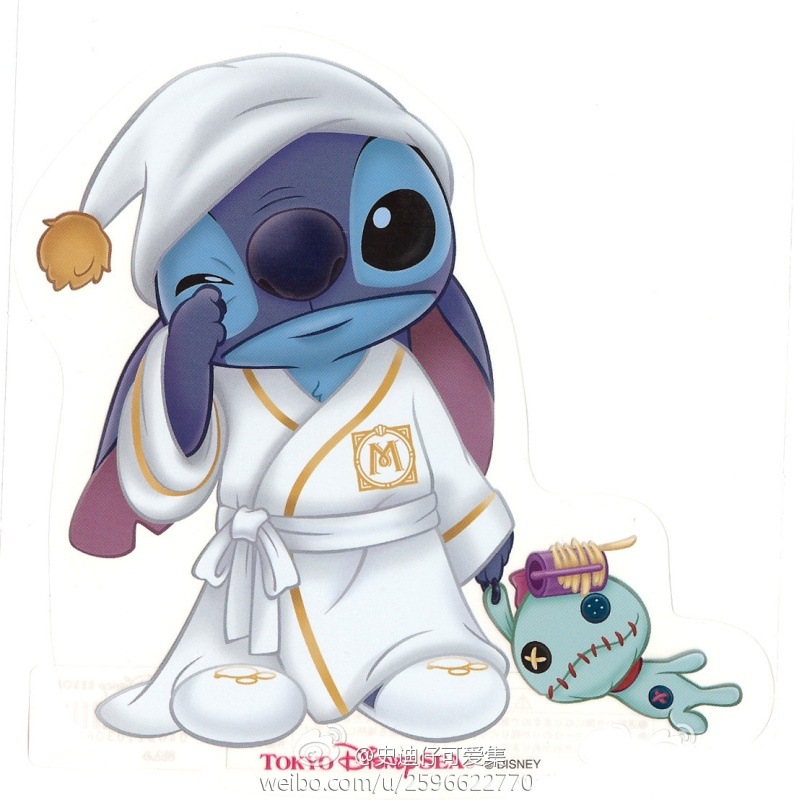 M
TOKYO DISNEYSEA ©DISNEY
@史迪仔可爱集
weibo.com/u/2596622770